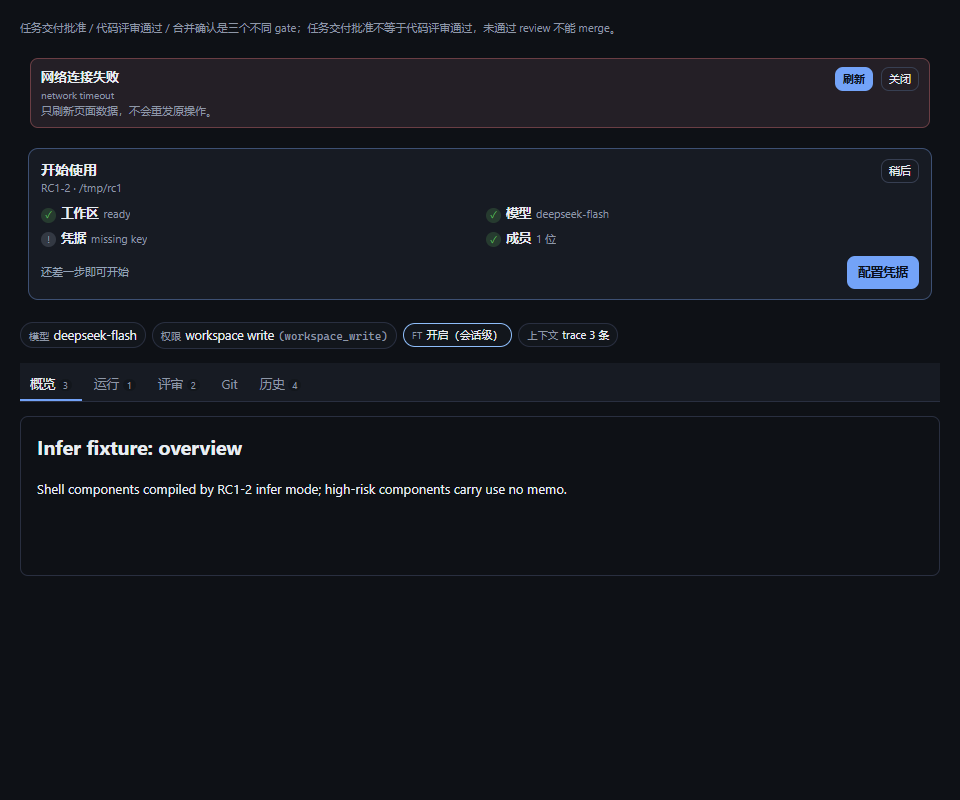 任务交付批准 / 代码评审通过 / 合并确认是三个不同 gate；任务交付批准不等于代码评审通过，未通过 review 不能 merge。
网络连接失败
刷新
关闭
network timeout
只刷新页面数据，不会重发原操作。
开始使用
稍后
RC1-2 · /tmp/rc1
✓ 工作区 ready
✓ 模型 deepseek-flash
! 凭据 missing key
✓ 成员 1 位
还差一步即可开始
配置凭据
模型 deepseek-flash
权限 workspace write (workspace_write)
FT 开启（会话级）
上下文 trace 3 条
概览 3
运行 1
评审 2
Git
历史 4
Infer fixture: overview
Shell components compiled by RC1-2 infer mode; high-risk components carry use no memo.